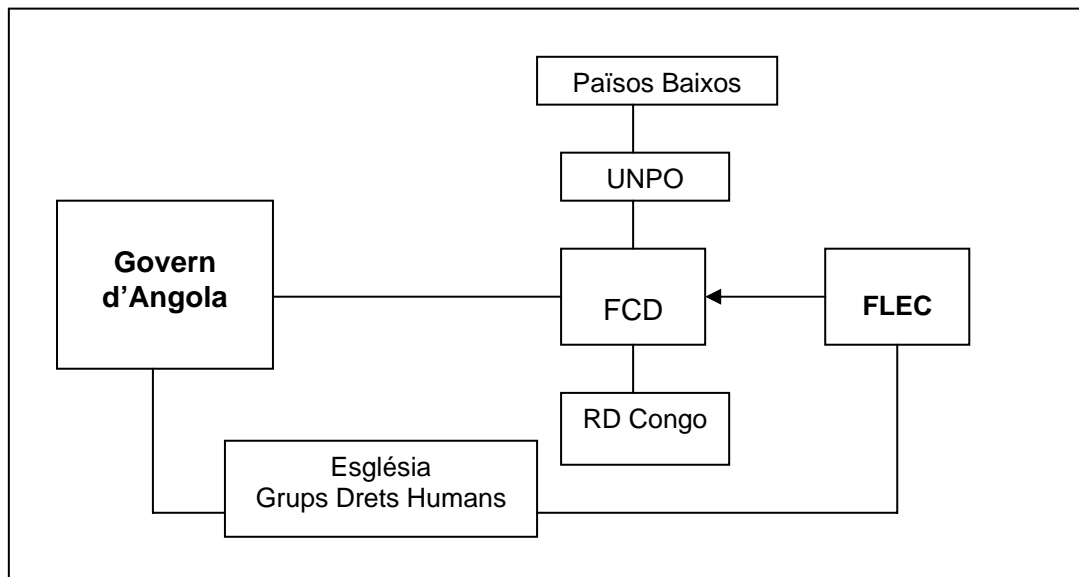 Països Baixos
UNPO
Govern
d’Angola
FCD
FLEC
RD Congo
Església
Grups Drets Humans